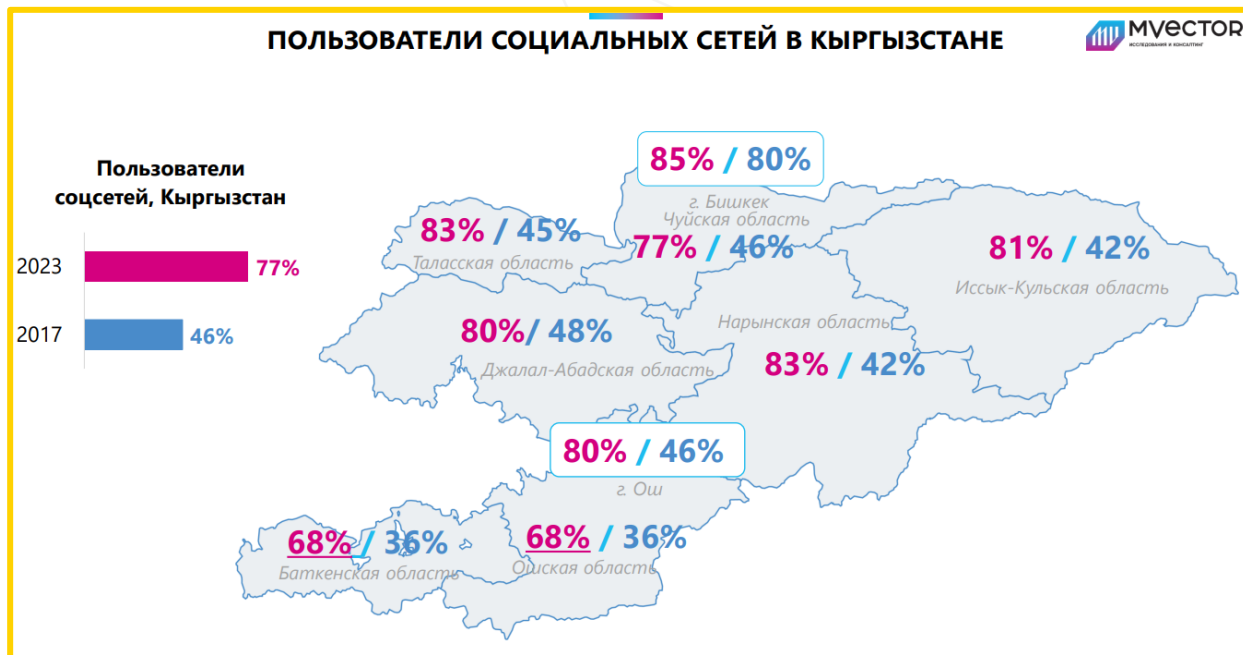 ПОЛЬЗОВАТЕЛИ СОЦИАЛЬНЫХ СЕТЕЙ В КЫРГЫЗСТАНЕ
MVECTOR
ИССЛЕДОВАНИЯ И КОНСАЛТИНГ
Пользователи
соцсетей, Кыргызстан
2023
77%
2017
46%
85% / 80%
г. Бишкек
Чуйская область
77% / 46%
83% / 45%
Таласская область
81% / 42%
Иссык-Кульская область
80%/ 48%
Джалал-Абадская область
Нарынская область
83% / 42%
80% / 46%
г. Ош
68% / 36%
Баткенская область
68% / 36%
Ошская область